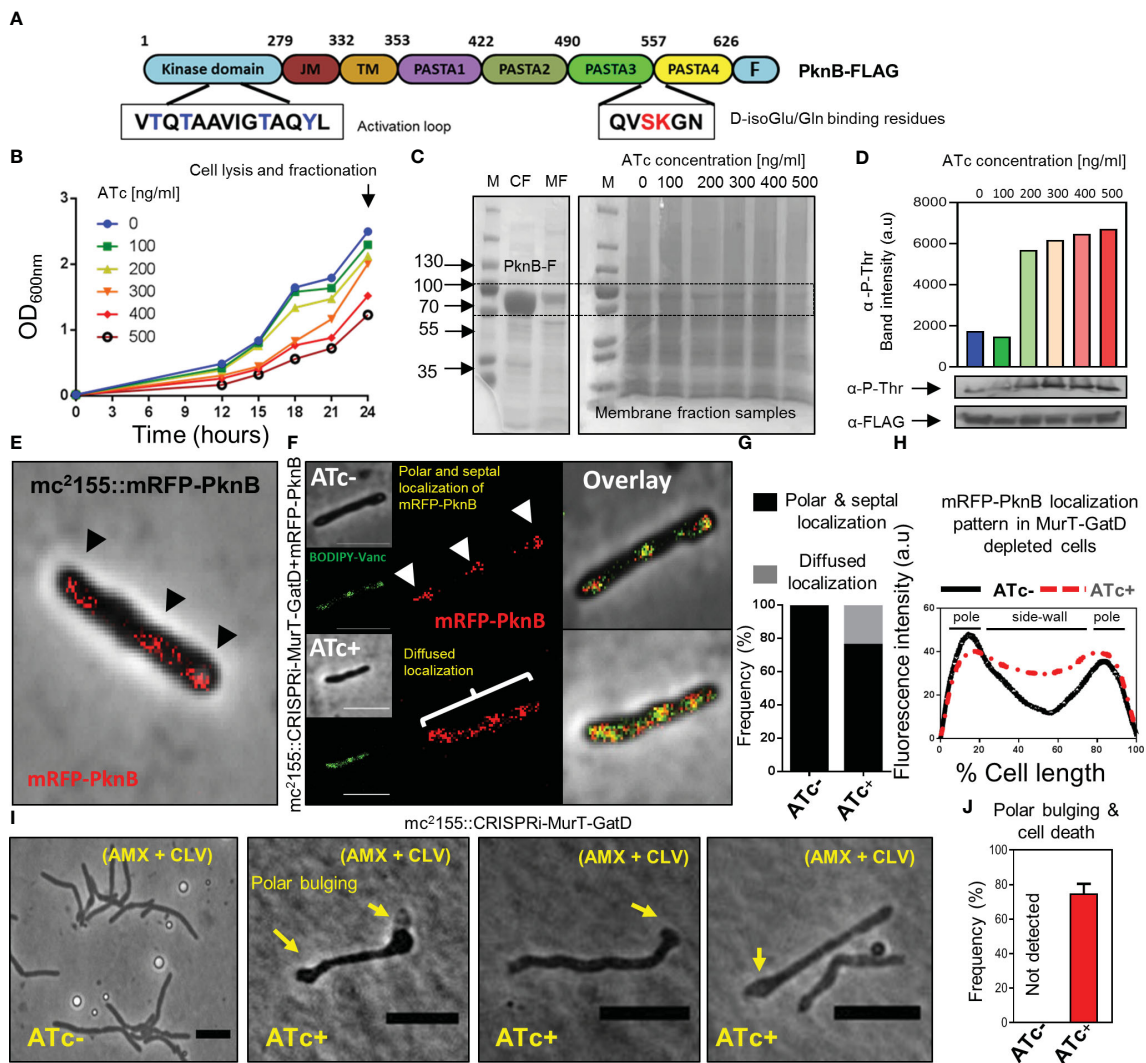 A
1 279 332 353 422 490 557 626
Kinase domain JM TM PASTA1 PASTA2 PASTA3 PASTA4 F PknB-FLAG
VTQTAAVIGTAQYL Activation loop QVSKGN D-isoGlu/Gln binding residues
B
Cell lysis and fractionation
ATc [ng/ml]
0
100
200
300
400
500
3
2
1
0
OD600nm
0 3 6 9 12 15 18 21 24
Time (hours)
C
ATc concentration [ng/ml]
M CF MF M 0 100 200 300 400 500
130
100
70
55
35
PknB-F
Membrane fraction samples
D
ATc concentration [ng/ml]
0 100 200 300 400 500
8000
6000
4000
2000
0
α -P-Thr
Band intensity (a.u)
α-P-Thr
α-FLAG
E
mc²155::mRFP-PknB
mRFP-PknB
F
mc²155::CRISPRi-MurT-GatD+mRFP-PknB
ATc-
Polar and septal
localization of
mRFP-PknB
Overlay
BODIPY-Vanc
mRFP-PknB
ATc+
Diffused
localization
G
Polar & septal
localization
Diffused
localization
100
80
60
40
20
0
Frequency (%)
ATc-
ATc+
H
mRFP-PknB localization
pattern in MurT-GatD
depleted cells
ATc- ATc+
60
40
60
0
pole side-wall pole
Fluorescence intensity (a.u)
0 20 40 60 80 100
% Cell length
I
mc²155::CRISPRi-MurT-GatD
(AMX + CLV)
ATc-
(AMX + CLV)
Polar bulging
ATc+
(AMX + CLV)
ATc+
(AMX + CLV)
ATc+
J
Polar bulging &
cell death
100
80
60
40
80
0
Frequency (%)
Not detected
ATc-
ATc+